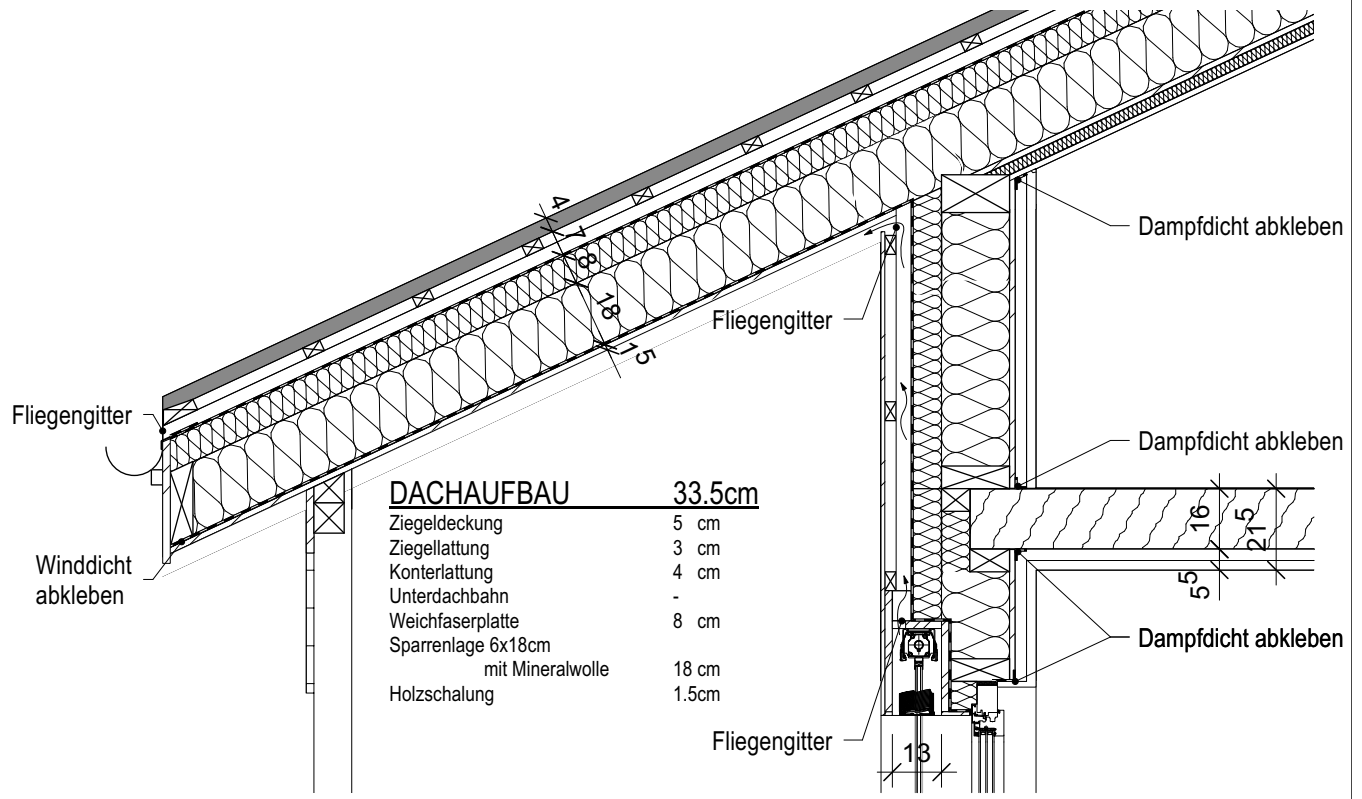 4
7
8
18
1
5
Dampfdicht abkleben
Fliegengitter
Fliegengitter
Dampfdicht abkleben
DACHAUFBAU 33.5cm
Ziegeldeckung 5 cm
Ziegellattung 3 cm
Konterlattung 4 cm
Unterdachbahn -
Weichfaserplatte 8 cm
Sparrenlage 6x18cm
mit Mineralwolle 18 cm
Holzschalung 1.5cm
Winddicht
abkleben
16
5
21
5
5
Dampfdicht abkleben
Fliegengitter
13